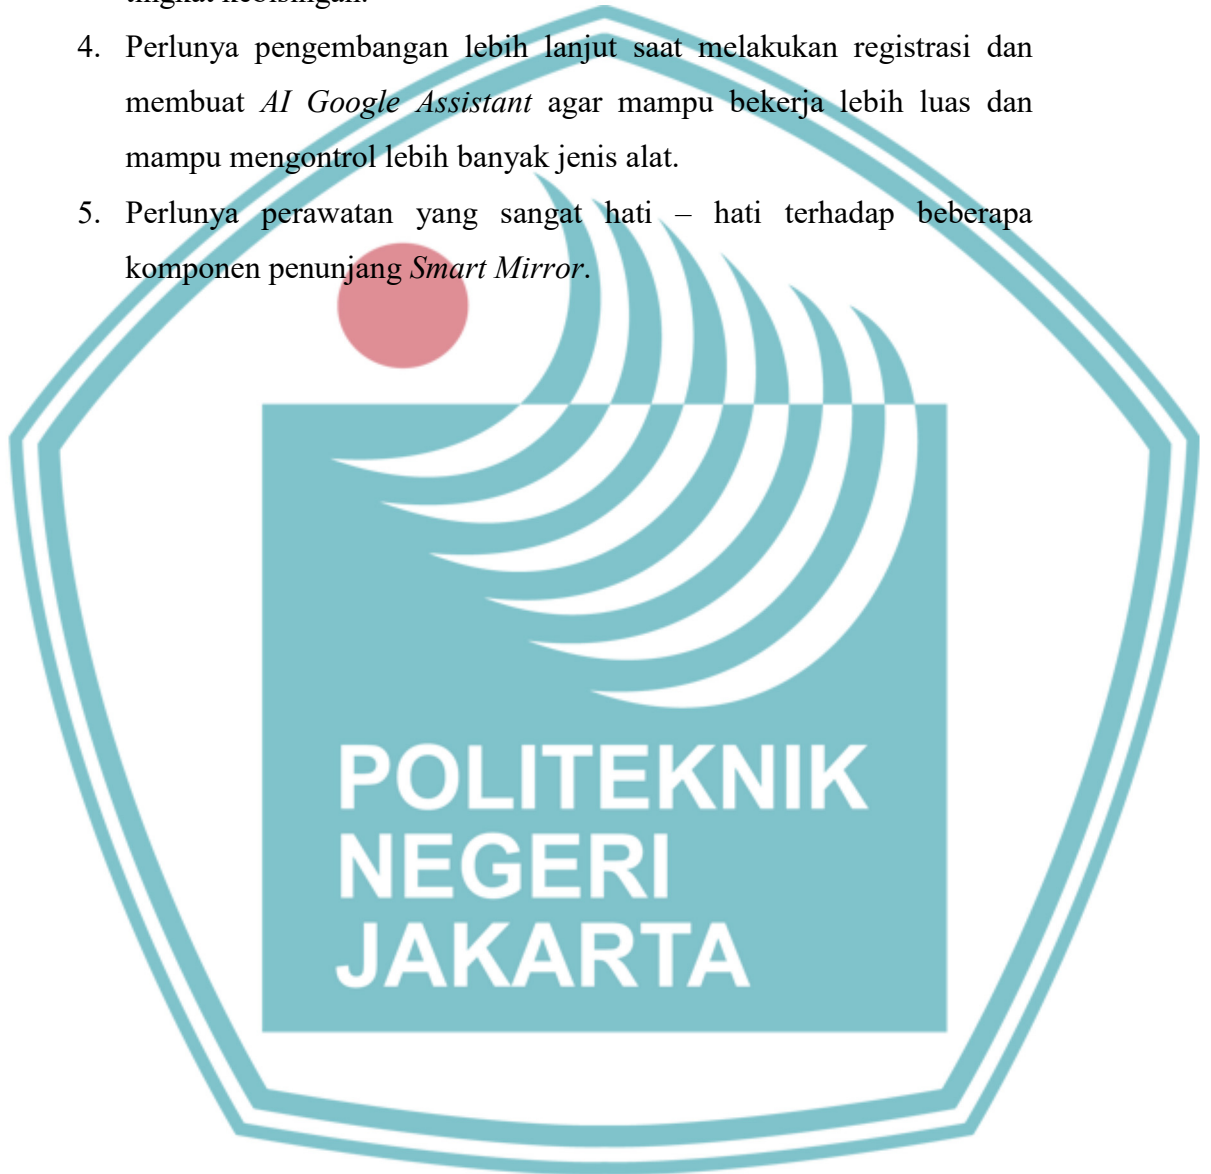 tingkat kebisingan.
4. Perlunya pengembangan lebih lanjut saat melakukan registrasi dan
membuat AI Google Assistant agar mampu bekerja lebih luas dan
mampu mengontrol lebih banyak jenis alat.
5. Perlunya perawatan yang sangat hati – hati terhadap beberapa
komponen penunjang Smart Mirror.
POLITEKNIK
NEGERI
JAKARTA